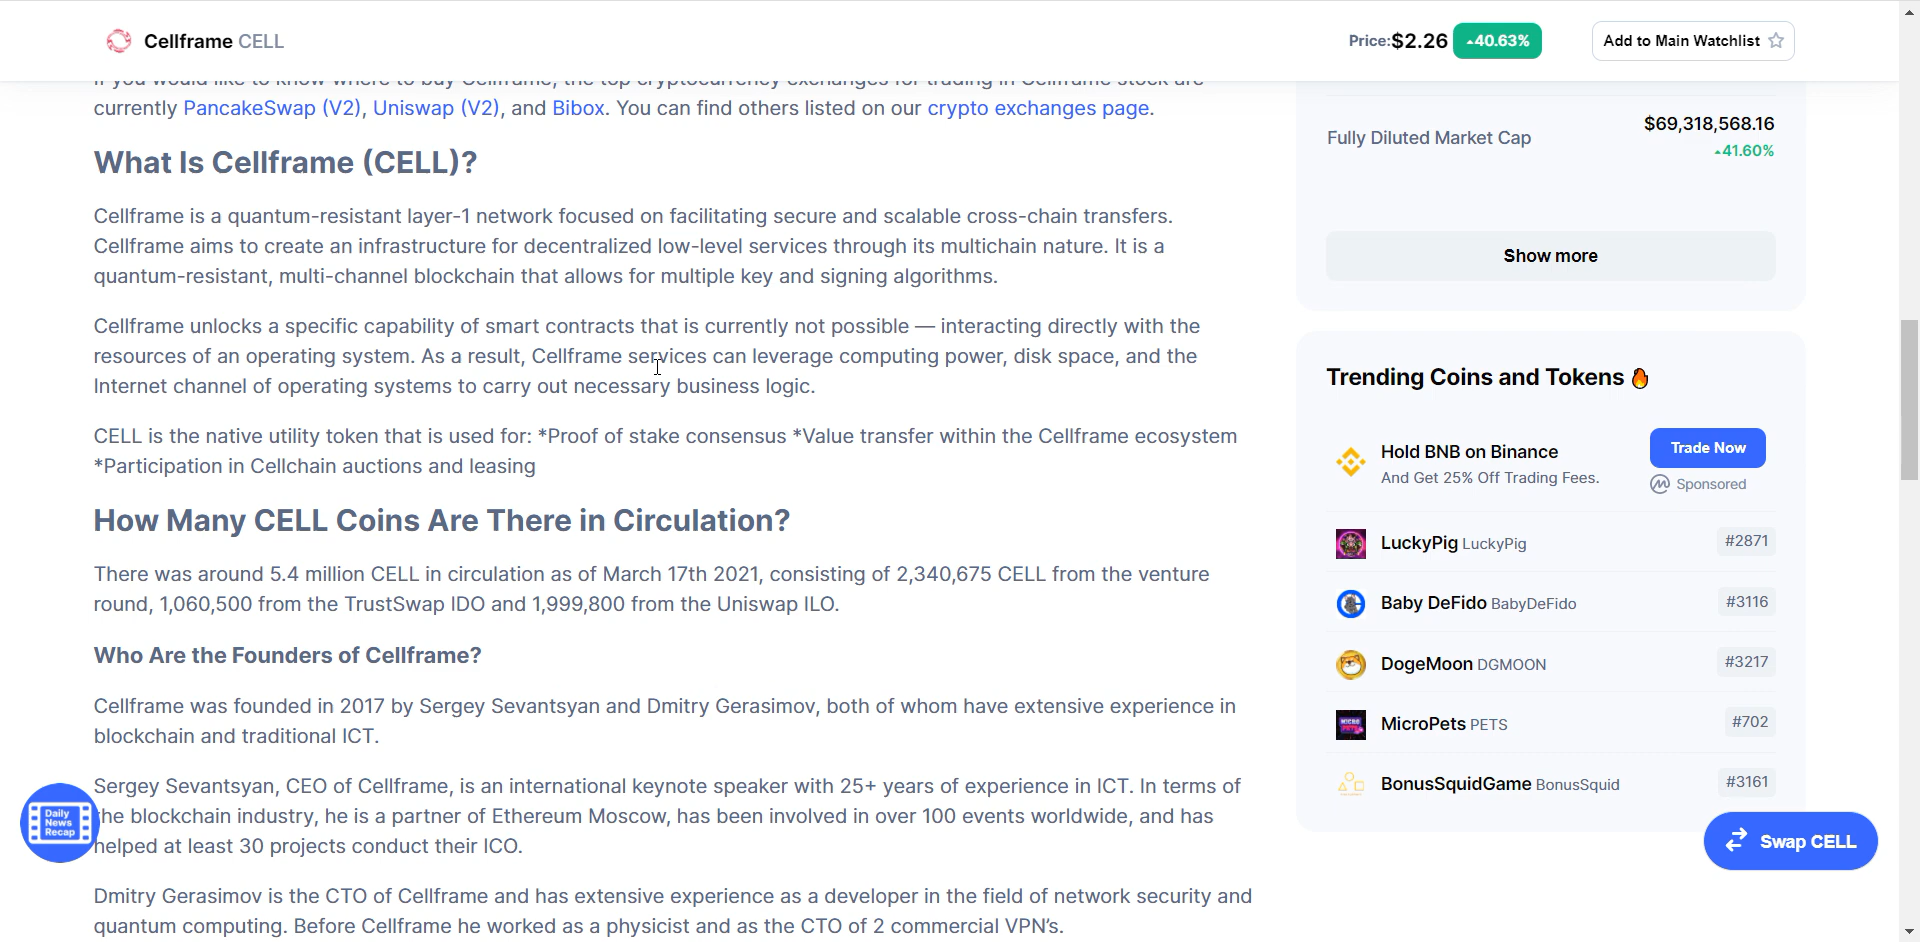 Cellframe CELL
Price:$2.26 40.63%
Add to Main Watchlist
If you would like to know where to buy Cellframe, the top cryptocurrency exchanges for trading in Cellframe stock are
currently PancakeSwap (V2), Uniswap (V2), and Bibox. You can find others listed on our crypto exchanges page.
What Is Cellframe (CELL)?
Cellframe is a quantum-resistant layer-1 network focused on facilitating secure and scalable cross-chain transfers.
Cellframe aims to create an infrastructure for decentralized low-level services through its multichain nature. It is a
quantum-resistant, multi-channel blockchain that allows for multiple key and signing algorithms.
Cellframe unlocks a specific capability of smart contracts that is currently not possible — interacting directly with the
resources of an operating system. As a result, Cellframe services can leverage computing power, disk space, and the
Internet channel of operating systems to carry out necessary business logic.
CELL is the native utility token that is used for: *Proof of stake consensus *Value transfer within the Cellframe ecosystem
*Participation in Cellchain auctions and leasing
How Many CELL Coins Are There in Circulation?
There was around 5.4 million CELL in circulation as of March 17th 2021, consisting of 2,340,675 CELL from the venture
round, 1,060,500 from the TrustSwap IDO and 1,999,800 from the Uniswap ILO.
Who Are the Founders of Cellframe?
Cellframe was founded in 2017 by Sergey Sevantsyan and Dmitry Gerasimov, both of whom have extensive experience in
blockchain and traditional ICT.
Sergey Sevantsyan, CEO of Cellframe, is an international keynote speaker with 25+ years of experience in ICT. In terms of
the blockchain industry, he is a partner of Ethereum Moscow, has been involved in over 100 events worldwide, and has
helped at least 30 projects conduct their ICO.
Dmitry Gerasimov is the CTO of Cellframe and has extensive experience as a developer in the field of network security and
quantum computing. Before Cellframe he worked as a physicist and as the CTO of 2 commercial VPN's.
Daily
News
Recap
Fully Diluted Market Cap
$69,318,568.16
41.60%
Show more
Trending Coins and Tokens
Hold BNB on Binance
And Get 25% Off Trading Fees.
Trade Now
Sponsored
LuckyPig LuckyPig #2871
Baby DeFido BabyDeFido #3116
DogeMoon DGMOON #3217
MICRO PETS
MicroPets PETS #702
BonusSquidGame BonusSquid #3161
Swap CELL